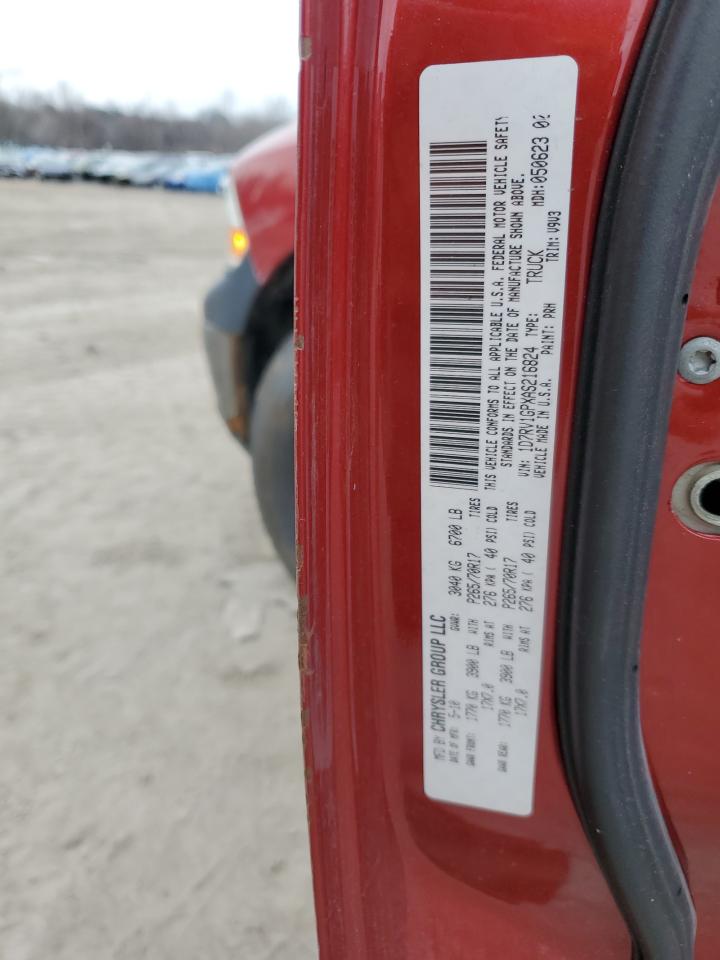 MFD BY CHRYSLER GROUP LLC
DATE OF MFR: 5-10 GVWR: 3040 KG 6700 LB
GAWR FRONT: 1770 KG 3900 LB WITH P265/70R17 TIRES
17X7.0 RIMS AT 276 KPA ( 40 PSI) COLD
GAWR REAR: 1770 KG 3900 LB WITH P265/70R17 TIRES
17X7.0 RIMS AT 276 KPA ( 40 PSI) COLD
THIS VEHICLE CONFORMS TO ALL APPLICABLE U.S.A. FEDERAL MOTOR VEHICLE SAFETY
STANDARDS IN EFFECT ON THE DATE OF MANUFACTURE SHOWN ABOVE.
VIN: 1D7RV1GPXAS216824 TYPE: TRUCK MDH:050623 02
VEHICLE MADE IN U.S.A. PAINT: PRH TRIM: V9V3